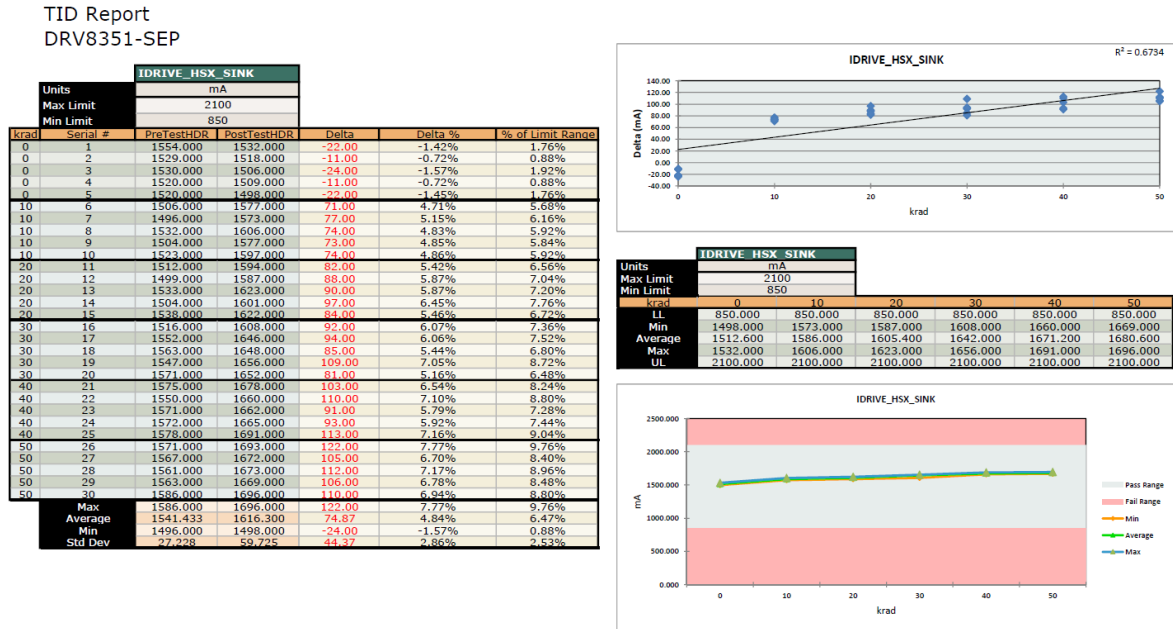 TID Report
DRV8351-SEP
IDRIVE_HSX_SINK
Units mA
Max Limit 2100
Min Limit 850
krad Serial # PreTestHDR PostTestHDR Delta Delta % % of Limit Range
0 1 1554.000 1532.000 -22.00 -1.42% 1.76%
0 2 1529.000 1518.000 -11.00 -0.72% 0.88%
0 3 1530.000 1506.000 -24.00 -1.57% 1.92%
0 4 1520.000 1509.000 -11.00 -0.72% 0.88%
0 5 1520.000 1498.000 -22.00 -1.45% 1.76%
10 6 1506.000 1577.000 71.00 4.71% 5.68%
10 7 1496.000 1573.000 77.00 5.15% 6.16%
10 8 1532.000 1606.000 74.00 4.83% 5.92%
10 9 1504.000 1577.000 73.00 4.85% 5.84%
10 10 1523.000 1597.000 74.00 4.86% 5.92%
20 11 1512.000 1594.000 82.00 5.42% 6.56%
20 12 1499.000 1587.000 88.00 5.87% 7.04%
20 13 1533.000 1623.000 90.00 5.87% 7.20%
20 14 1504.000 1601.000 97.00 6.45% 7.76%
20 15 1538.000 1622.000 84.00 5.46% 6.72%
30 16 1516.000 1608.000 92.00 6.07% 7.36%
30 17 1552.000 1646.000 94.00 6.06% 7.52%
30 18 1563.000 1648.000 85.00 5.44% 6.80%
30 19 1547.000 1656.000 109.00 7.05% 8.72%
30 20 1571.000 1652.000 81.00 5.16% 6.48%
40 21 1575.000 1678.000 103.00 6.54% 8.24%
40 22 1550.000 1660.000 110.00 7.10% 8.80%
40 23 1571.000 1662.000 91.00 5.79% 7.28%
40 24 1572.000 1665.000 93.00 5.92% 7.44%
40 25 1578.000 1691.000 113.00 7.16% 9.04%
50 26 1571.000 1693.000 122.00 7.77% 9.76%
50 27 1567.000 1672.000 105.00 6.70% 8.40%
50 28 1561.000 1673.000 112.00 7.17% 8.96%
50 29 1563.000 1669.000 106.00 6.78% 8.48%
50 30 1586.000 1696.000 110.00 6.94% 8.80%
Max 1586.000 1696.000 122.00 7.77% 9.76%
Average 1541.433 1616.300 74.87 4.84% 6.47%
Min 1496.000 1498.000 -24.00 -1.57% 0.88%
Std Dev 27.228 59.725 44.37 2.86% 2.53%
IDRIVE_HSX_SINK
R² = 0.6734
Delta (mA)
140.00
120.00
100.00
80.00
60.00
40.00
20.00
0.00
-20.00
-40.00
0 10 20 30 40 50
krad
IDRIVE_HSX_SINK
Units mA
Max Limit 2100
Min Limit 850
krad 0 10 20 30 40 50
LL 850.000 850.000 850.000 850.000 850.000 850.000
Min 1498.000 1573.000 1587.000 1608.000 1660.000 1669.000
Average 1512.600 1586.000 1605.400 1642.000 1671.200 1680.600
Max 1532.000 1606.000 1623.000 1656.000 1691.000 1696.000
UL 2100.000 2100.000 2100.000 2100.000 2100.000 2100.000
IDRIVE_HSX_SINK
mA
2500.000
2000.000
1500.000
1000.000
500.000
0.000
0 10 20 30 40 50
krad
Pass Range
Fail Range
Min
Average
Max